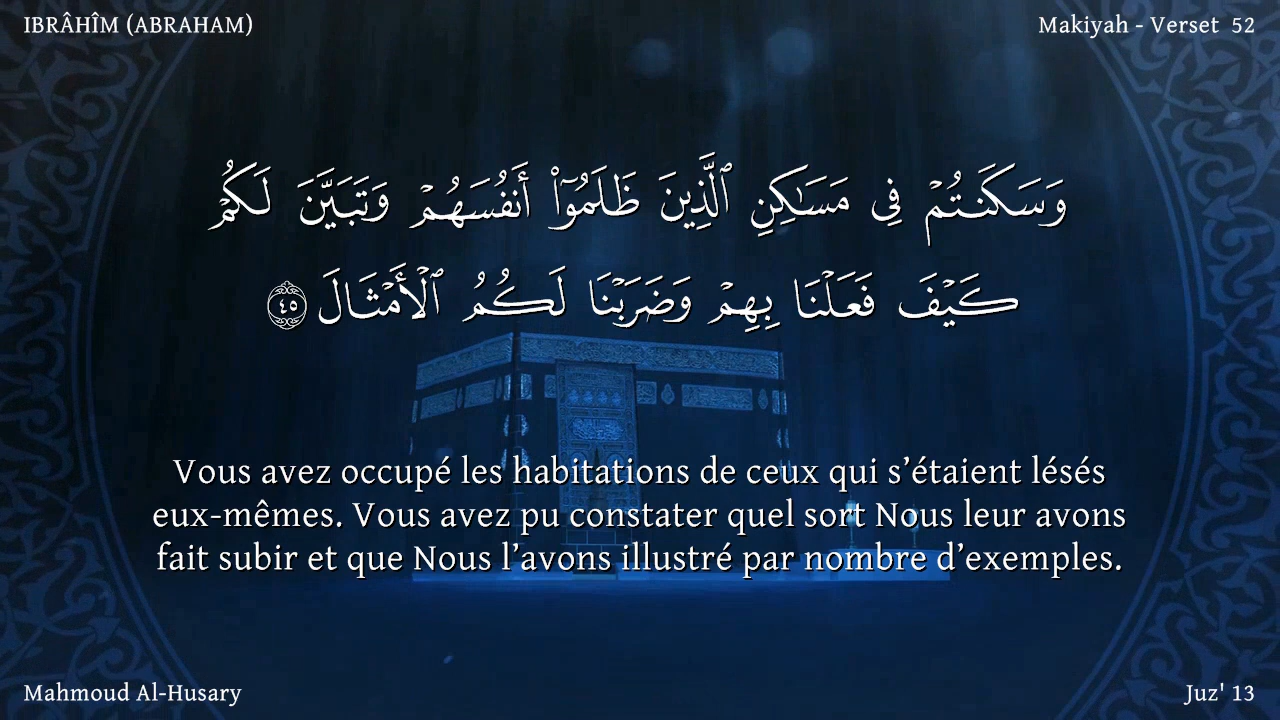 IBRÂHÎM (ABRAHAM)
Makiyah - Verset 52
وَسَكَنتُمْ فِى مَسَـٰكِنِ ٱلَّذِينَ ظَلَمُوٓا۟ أَنفُسَهُمْ وَتَبَيَّنَ لَكُمْ
كَيْفَ فَعَلْنَا بِهِمْ وَضَرَبْنَا لَكُمُ ٱلْأَمْثَالَ ٤٥
Vous avez occupé les habitations de ceux qui s’étaient lésés
eux-mêmes. Vous avez pu constater quel sort Nous leur avons
fait subir et que Nous l’avons illustré par nombre d’exemples.
Mahmoud Al-Husary
Juz' 13